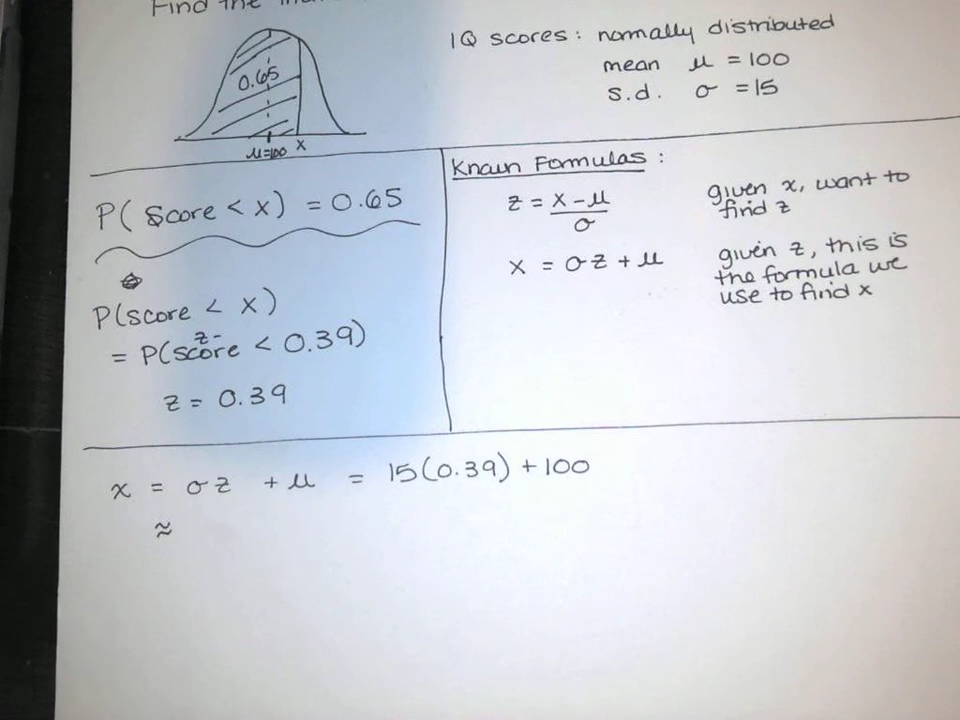 Find the
0.65
μ=100 x
IQ scores: normally distributed
mean μ = 100
s.d. σ = 15
P(score < x) = 0.65
P(score < x)
z-
= P(score < 0.39)
z = 0.39
Known Formulas:
z = x - μ
σ
given x, want to
find z
x = σz + μ
given z, this is
the formula we
use to find x
x = σz + μ = 15(0.39) + 100
≈